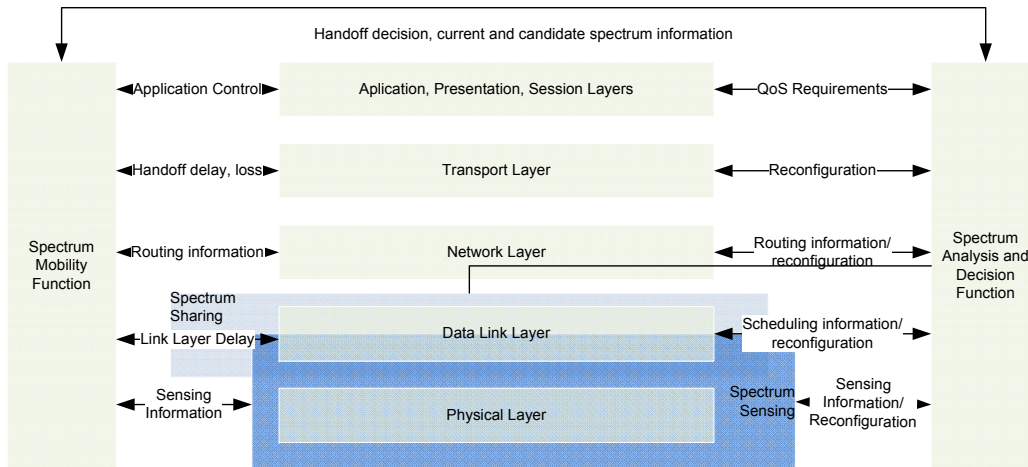 Handoff decision, current and candidate spectrum information
Application Control
Aplication, Presentation, Session Layers
QoS Requirements
Handoff delay, loss
Transport Layer
Reconfiguration
Spectrum
Mobility
Function
Routing information
Network Layer
Routing information/
reconfiguration
Spectrum
Analysis and
Decision
Function
Spectrum
Sharing
Link Layer Delay
Data Link Layer
Scheduling information/
reconfiguration
Sensing
Information
Physical Layer
Spectrum
Sensing
Sensing
Information/
Reconfiguration